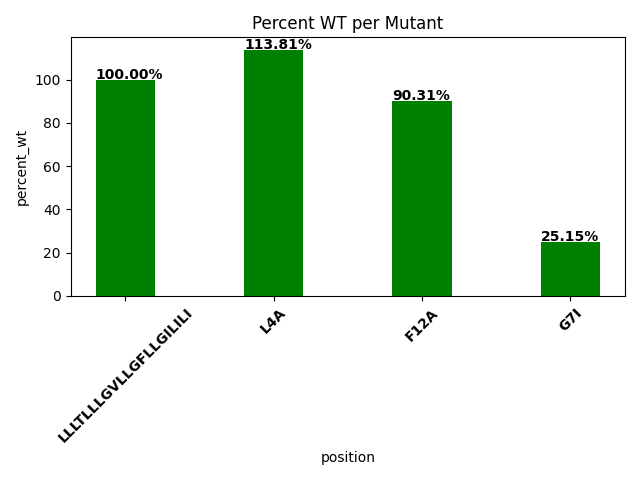 Percent WT per Mutant
percent_wt
100
80
60
40
20
0
100.00%
113.81%
90.31%
25.15%
LLLTLLLGVLLGFLLGILILI
L4A
F12A
G7I
position